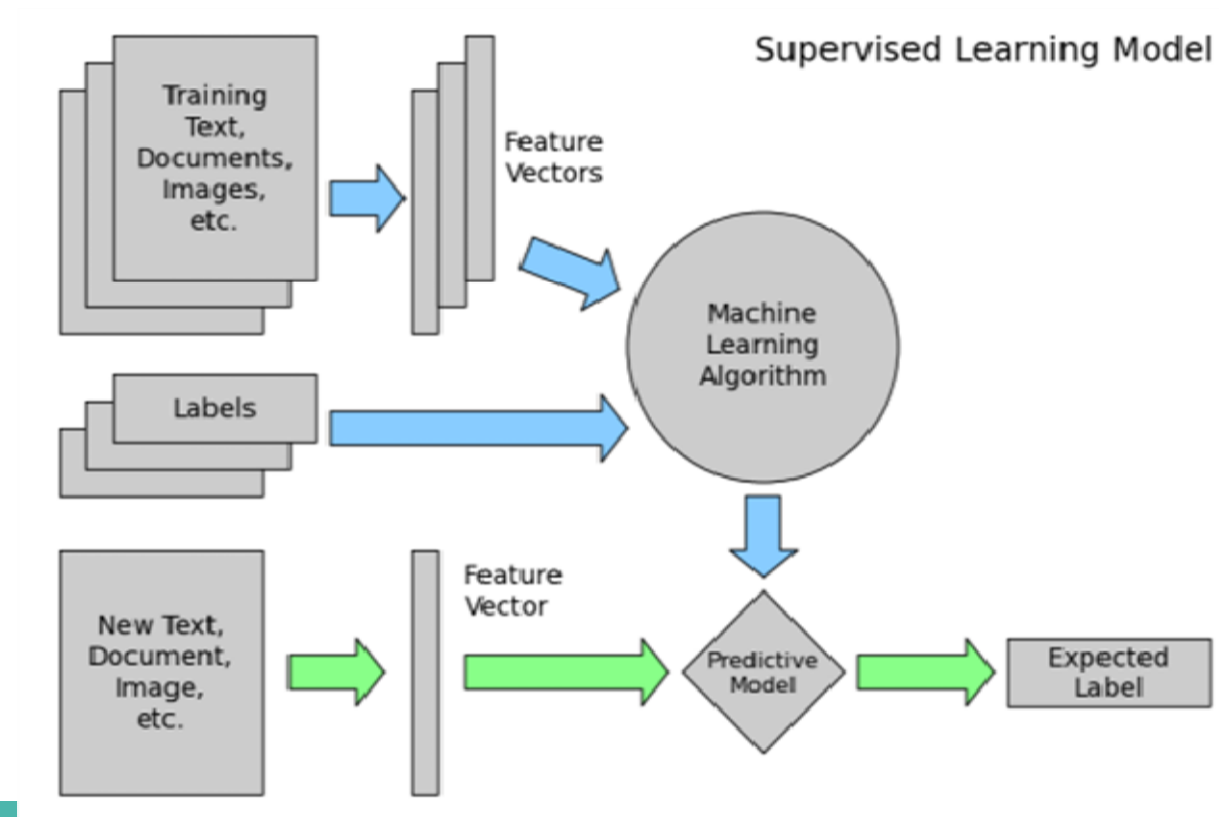 Supervised Learning Model
Training
Text,
Documents,
Images,
etc.
Feature
Vectors
Machine
Learning
Algorithm
Labels
New Text,
Document,
Image,
etc.
Feature
Vector
Predictive
Model
Expected
Label